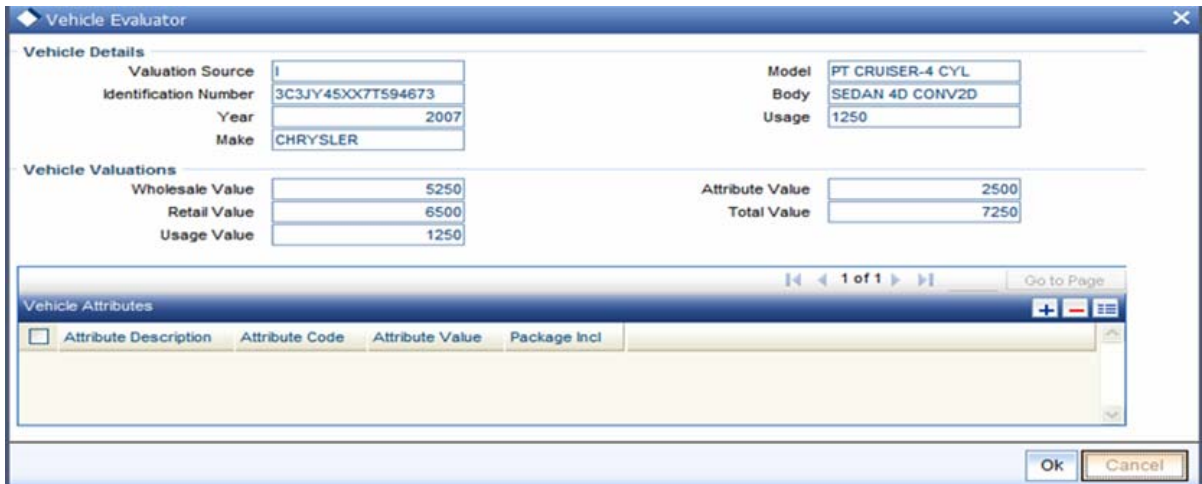 Vehicle Evaluator
Vehicle Details
Valuation Source I
Model PT CRUISER-4 CYL
Identification Number 3C3JY45XX7T594673
Body SEDAN 4D CONV2D
Year 2007
Usage 1250
Make CHRYSLER
Vehicle Valuations
Wholesale Value 5250
Attribute Value 2500
Retail Value 6500
Total Value 7250
Usage Value 1250
1 of 1 Go to Page
Vehicle Attributes
Attribute Description Attribute Code Attribute Value Package Incl
Ok Cancel